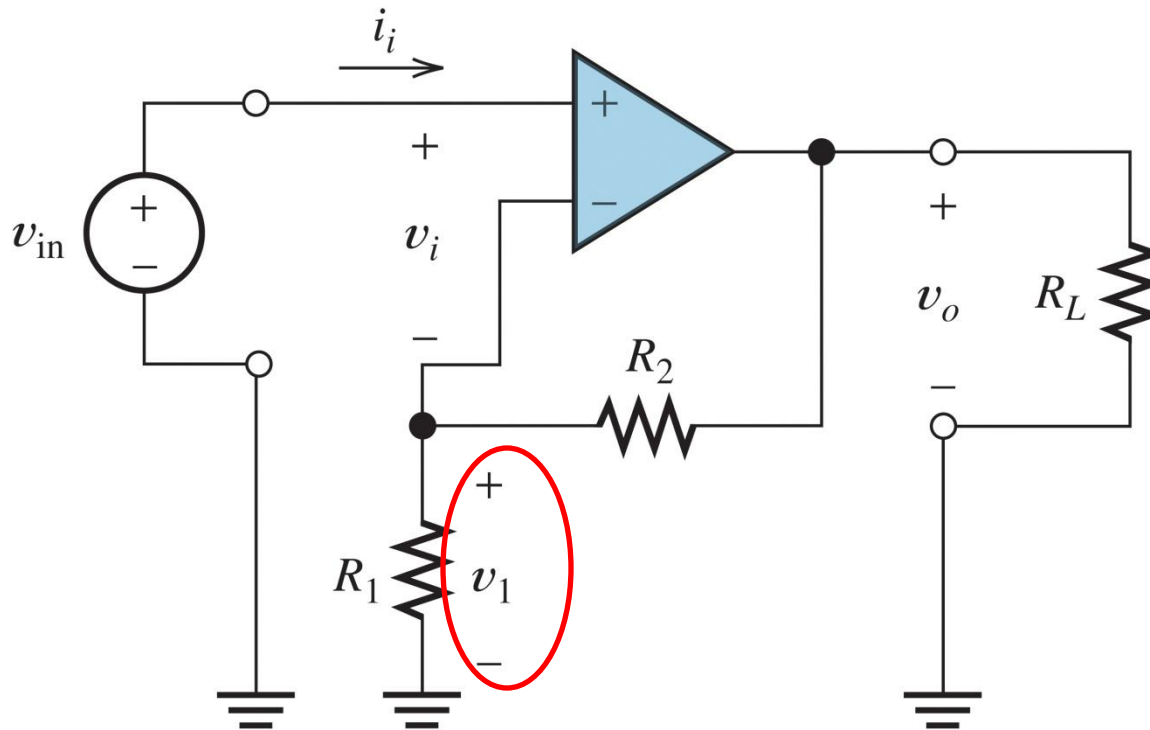 i_i
+
+
+
−
v_in
−
v_i
−
+
v_o
R_L
−
R_2
+
R_1
v_1
−